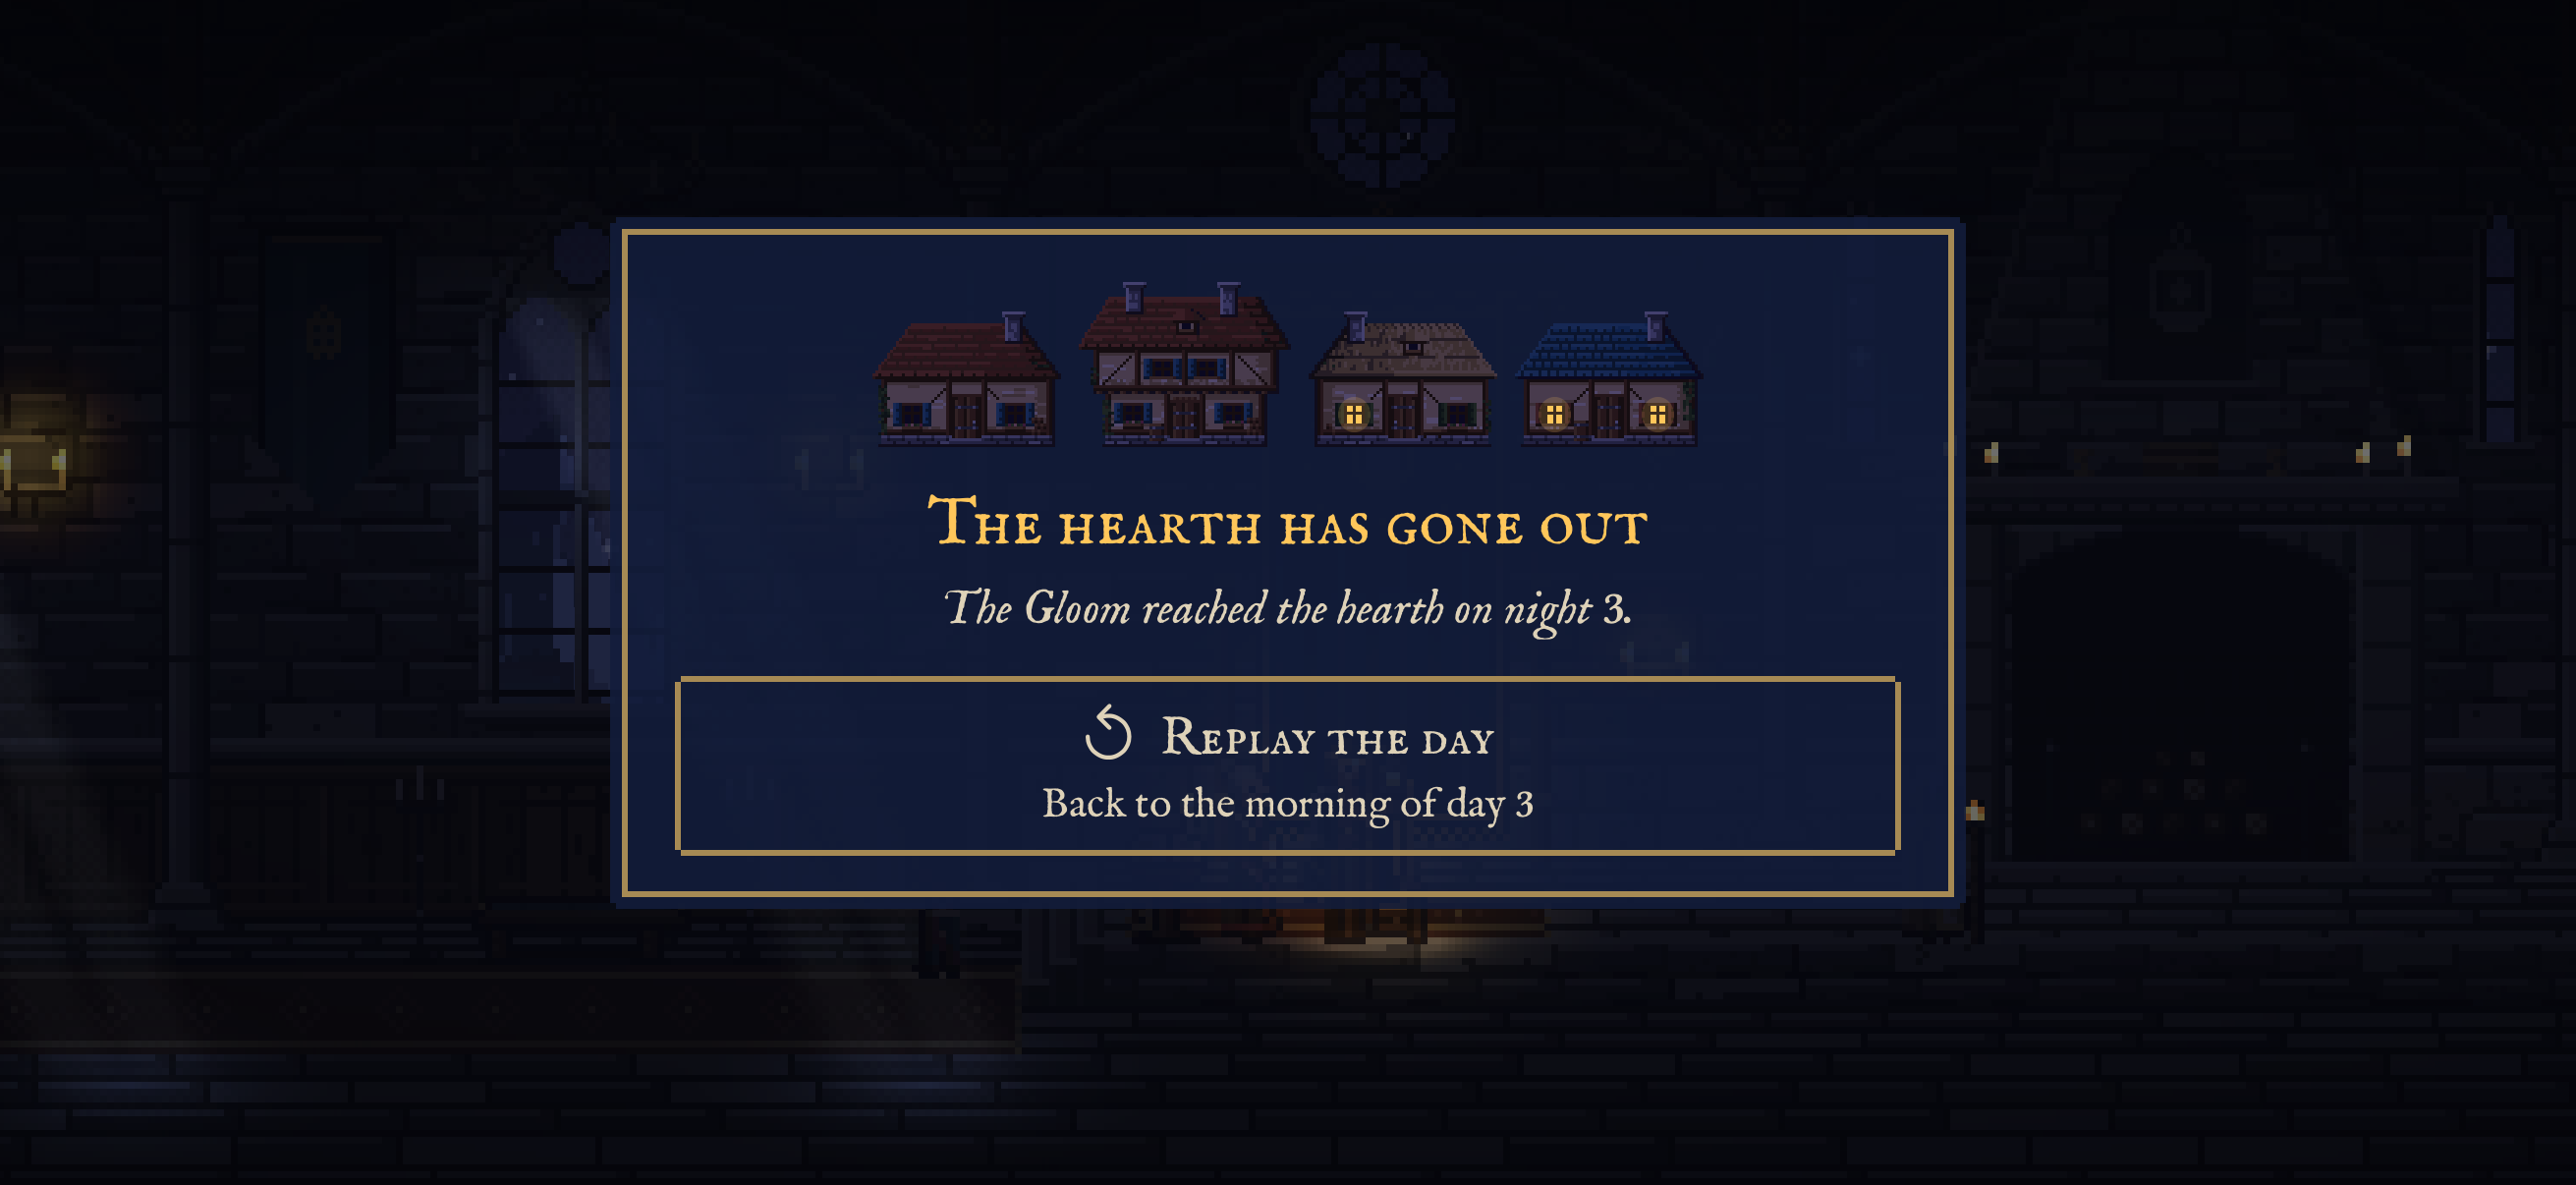 The hearth has gone out
The Gloom reached the hearth on night 3.
Replay the day
Back to the morning of day 3